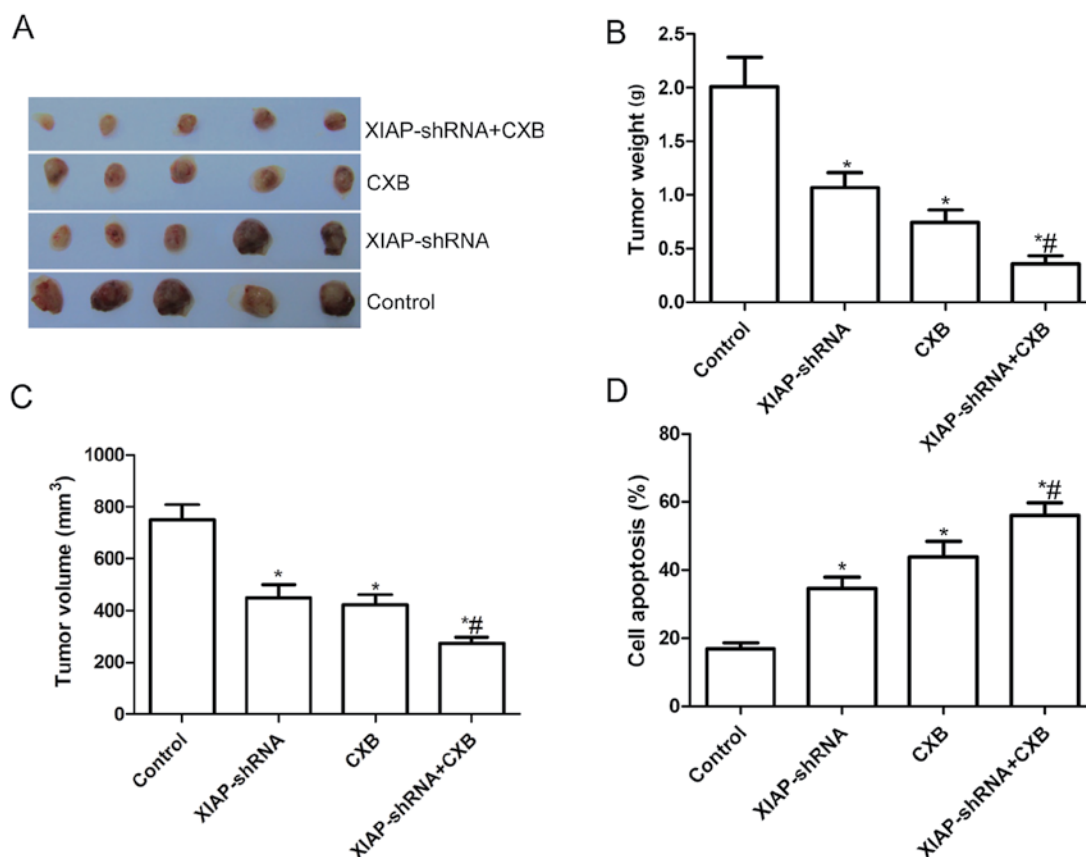 A
XIAP-shRNA+CXB
CXB
XIAP-shRNA
Control
B
Tumor weight (g)
2.5
2.0
1.5
1.0
0.5
0.0
*
*
*#
Control
XIAP-shRNA
CXB
XIAP-shRNA+CXB
C
Tumor volume (mm³)
1000
800
600
400
200
0
*
*
*#
Control
XIAP-shRNA
CXB
XIAP-shRNA+CXB
D
Cell apoptosis (%)
80
60
40
20
0
*
*
*#
Control
XIAP-shRNA
CXB
XIAP-shRNA+CXB